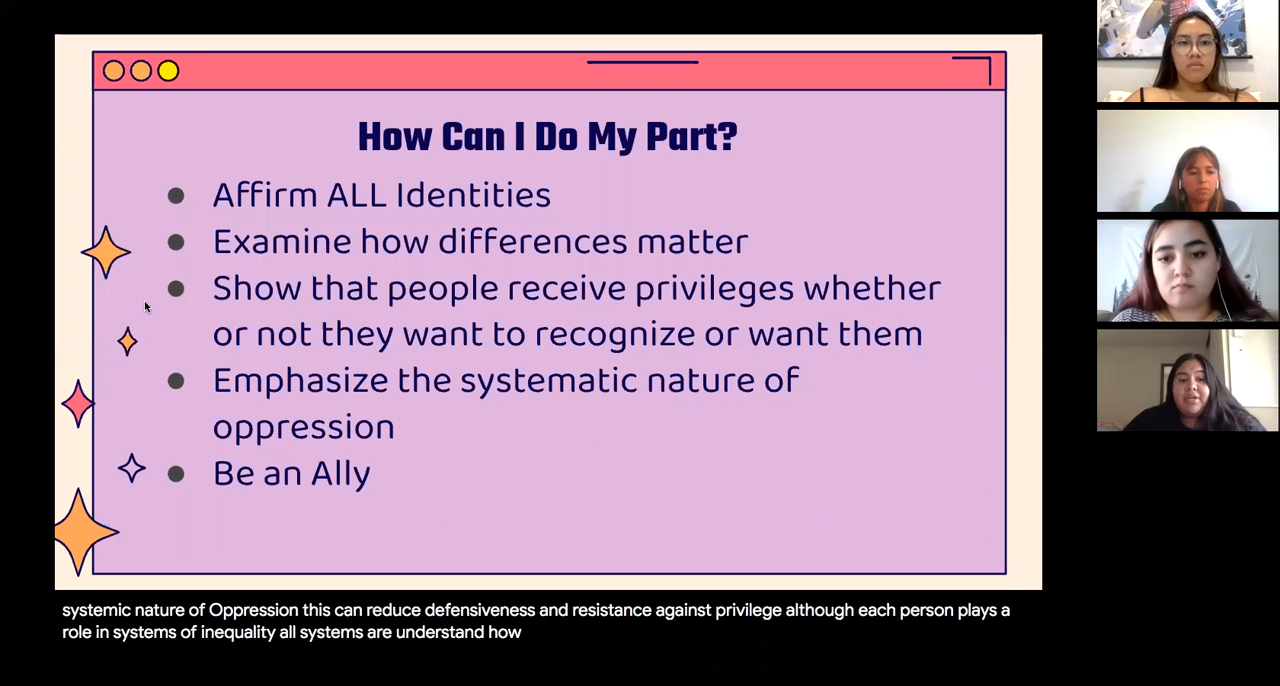 How Can I Do My Part?
Affirm ALL Identities
Examine how differences matter
Show that people receive privileges whether
or not they want to recognize or want them
Emphasize the systematic nature of
oppression
Be an Ally
systemic nature of Oppression this can reduce defensiveness and resistance against privilege although each person plays a
role in systems of inequality all systems are understand how